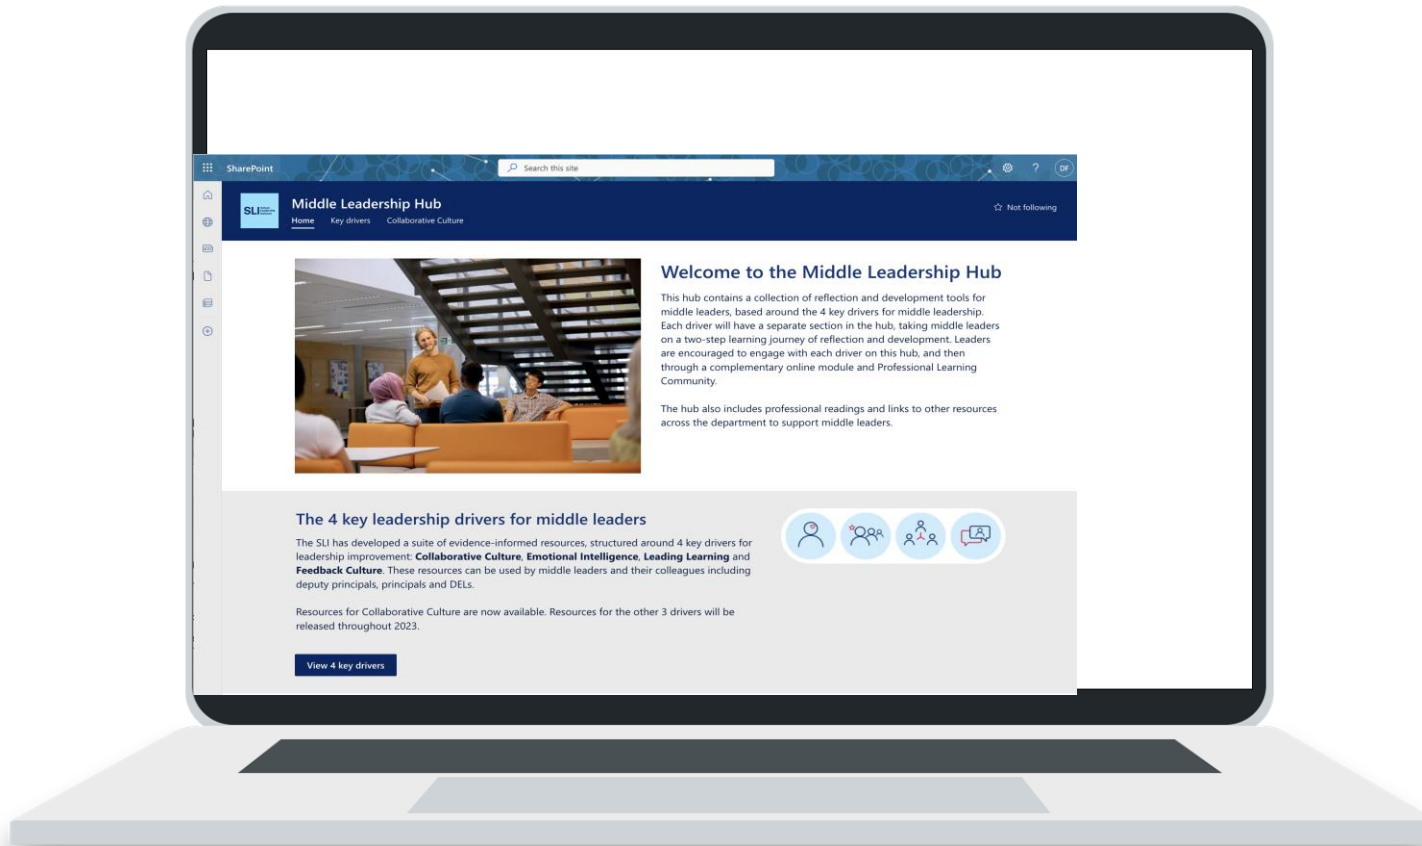 SharePoint
Search this site
?
DF
SLI
Middle Leadership Hub
Not following
Home Key drivers Collaborative Culture
Welcome to the Middle Leadership Hub
This hub contains a collection of reflection and development tools for
middle leaders, based around the 4 key drivers for middle leadership.
Each driver will have a separate section in the hub, taking middle leaders
on a two-step learning journey of reflection and development. Leaders
are encouraged to engage with each driver on this hub, and then
through a complementary online module and Professional Learning
Community.
The hub also includes professional readings and links to other resources
across the department to support middle leaders.
The 4 key leadership drivers for middle leaders
The SLI has developed a suite of evidence-informed resources, structured around 4 key drivers for
leadership improvement: Collaborative Culture, Emotional Intelligence, Leading Learning and
Feedback Culture. These resources can be used by middle leaders and their colleagues including
deputy principals, principals and DELs.
Resources for Collaborative Culture are now available. Resources for the other 3 drivers will be
released throughout 2023.
View 4 key drivers